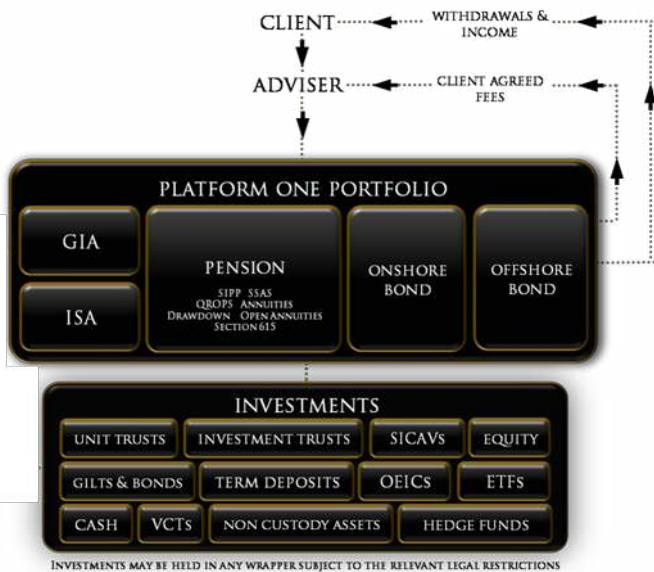 CLIENT
WITHDRAWALS &
INCOME
ADVISER
CLIENT AGREED
FEES
PLATFORM ONE PORTFOLIO
GIA
ISA
PENSION
SIPP SSAS
QROPS ANNUITIES
DRAWDOWN OPEN ANNUITIES
SECTION 615
ONSHORE
BOND
OFFSHORE
BOND
INVESTMENTS
UNIT TRUSTS
INVESTMENT TRUSTS
SICAVs
EQUITY
GILTS & BONDS
TERM DEPOSITS
OEICs
ETFs
CASH
VCTs
NON CUSTODY ASSETS
HEDGE FUNDS
INVESTMENTS MAY BE HELD IN ANY WRAPPER SUBJECT TO THE RELEVANT LEGAL RESTRICTIONS